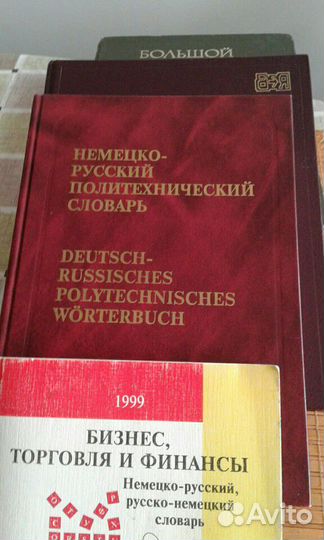 БОЛЬШОЙ
НЕМЕЦКО-
РУССКИЙ
ПОЛИТЕХНИЧЕСКИЙ
СЛОВАРЬ
DEUTSCH-
RUSSISCHES
POLYTECHNISCHES
WÖRTERBUCH
1999
БИЗНЕС,
ТОРГОВЛЯ И ФИНАНСЫ
Немецко-русский,
русско-немецкий
словарь
Avito